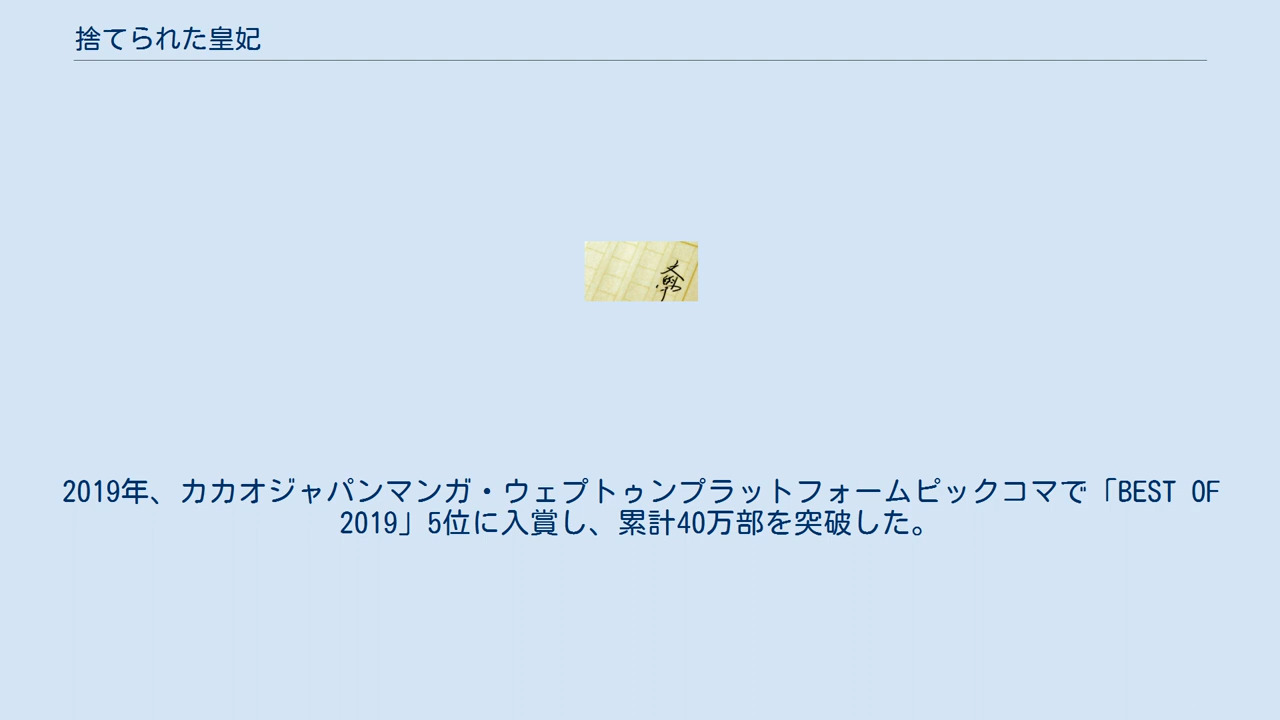 捨てられた皇妃
2019年、カカオジャパンマンガ・ウェプトゥンプラットフォームピックコマで「BEST OF
2019」5位に入賞し、累計40万部を突破した。